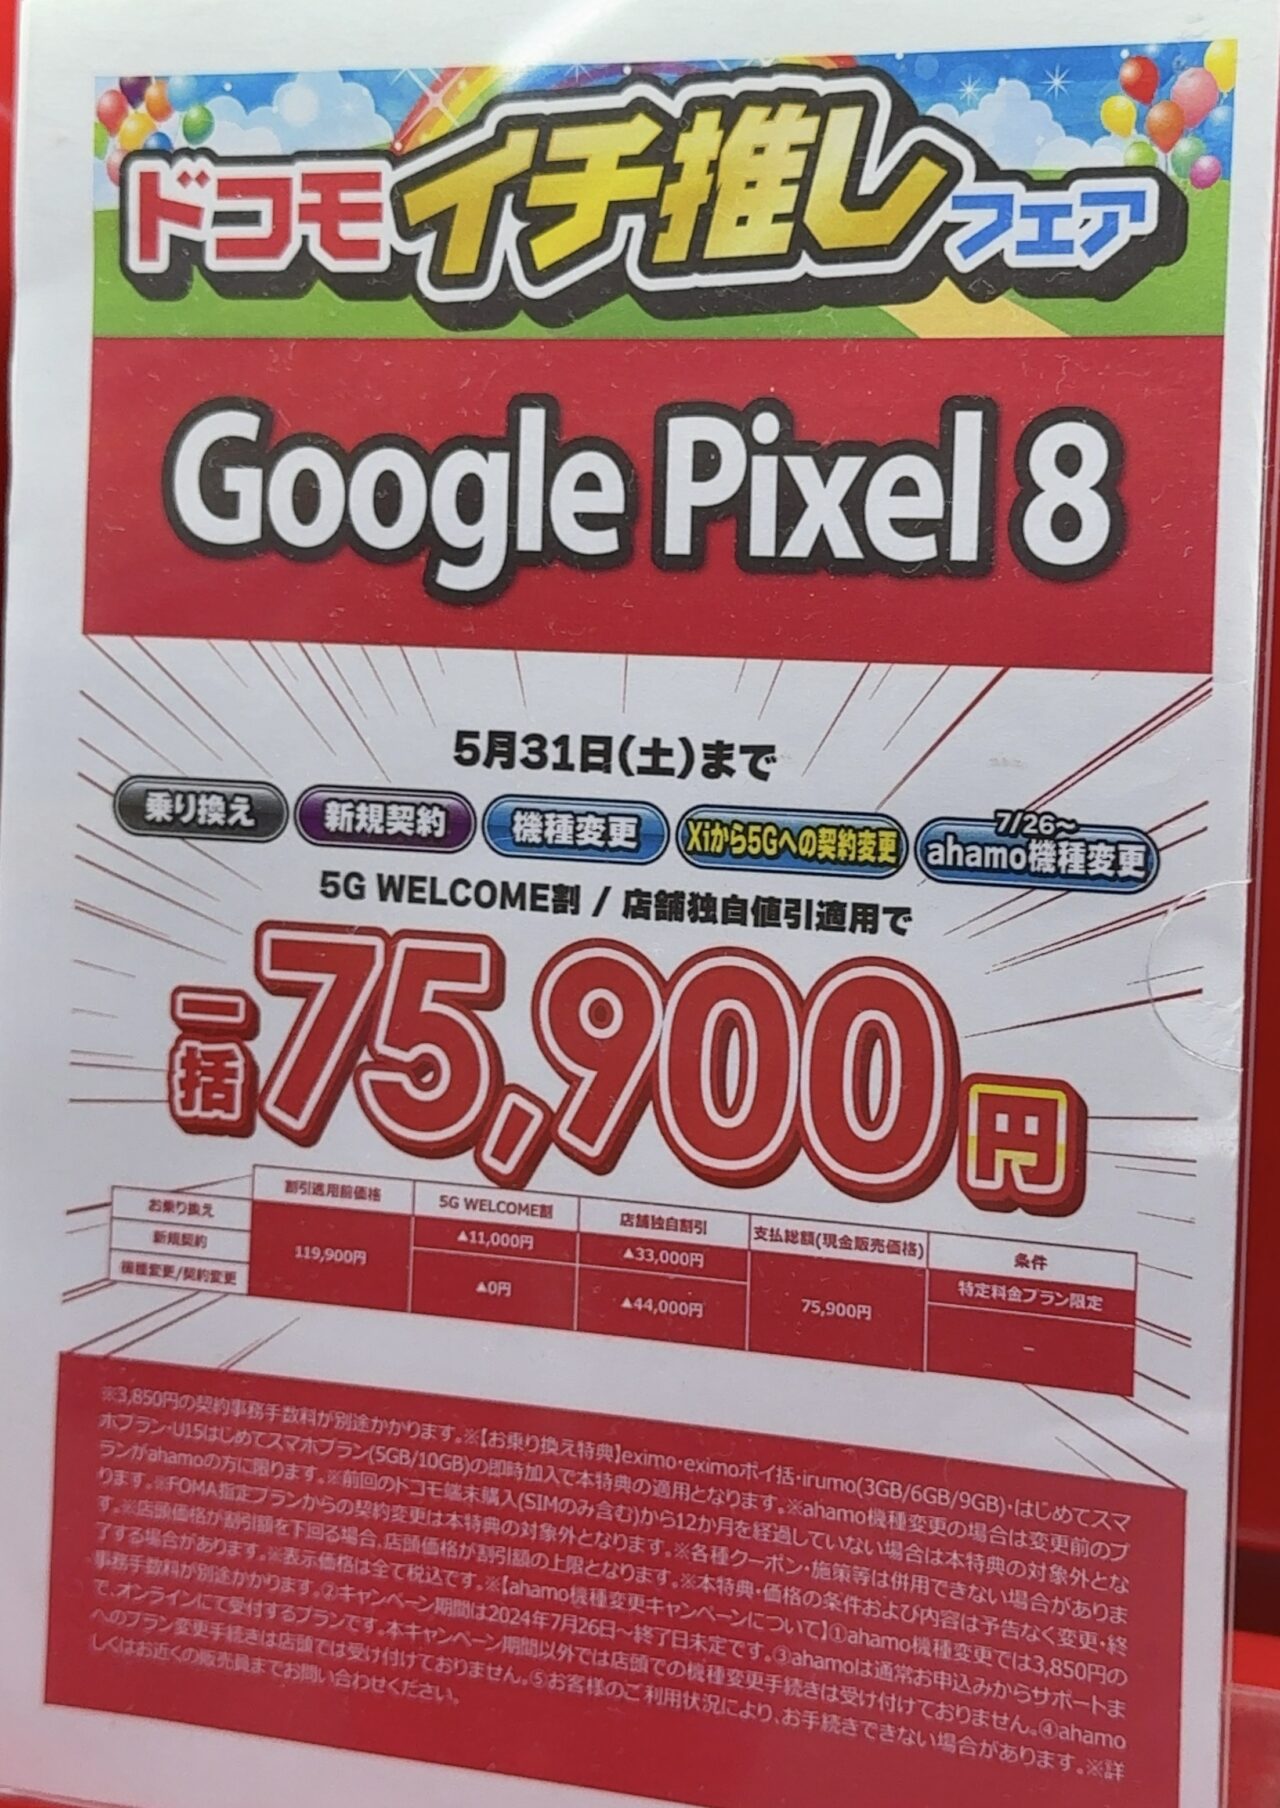 ドコモイチ推しフェア
Google Pixel 8
5月31日(土)まで
乗り換え 新規契約 機種変更 Xiから5Gへの契約変更 7/26～ ahamo機種変更
5G WELCOME割 / 店舗独自値引適用で
一括75,900円
割引適用前価格 5G WELCOME割 店舗独自割引 支払総額(現金販売価格) 条件
お乗り換え
新規契約
機種変更/契約変更
119,900円 ▲11,000円 ▲33,000円 75,900円 特定料金プラン限定
▲0円 ▲44,000円 -
※3,850円の契約事務手数料が別途かかります。※【お乗り換え特典】eximo・eximoポイ括・irumo(3GB/6GB/9GB)・はじめてスマ
ホプラン・U15はじめてスマホプラン(5GB/10GB)の即時加入で本特典の適用となります。※ahamo機種変更の場合は変更前のプ
ランがahamoの方に限ります。※前回のドコモ端末購入(SIMのみ含む)から12か月を経過していない場合は本特典の対象外とな
ります。※FOMA指定プランからの契約変更は本特典の対象外となります。※各種クーポン・施策等は併用できない場合がありま
す。※店頭価格が割引額を下回る場合、店頭価格が割引額の上限となります。※本特典・価格の条件および内容は予告なく変更・終
了する場合があります。※表示価格は全て税込です。※【ahamo機種変更キャンペーンについて】①ahamo機種変更では3,850円の
事務手数料が別途かかります。②キャンペーン期間は2024年7月26日～終了日未定です。③ahamoは通常お申込みからサポートま
で、オンラインにて受付するプランです。本キャンペーン期間以外では店頭での機種変更手続きは受け付けておりません。④ahamo
へのプラン変更手続きは店頭では受け付けておりません。⑤お客様のご利用状況により、お手続きできない場合があります。※詳
しくはお近くの販売員までお問い合わせください。